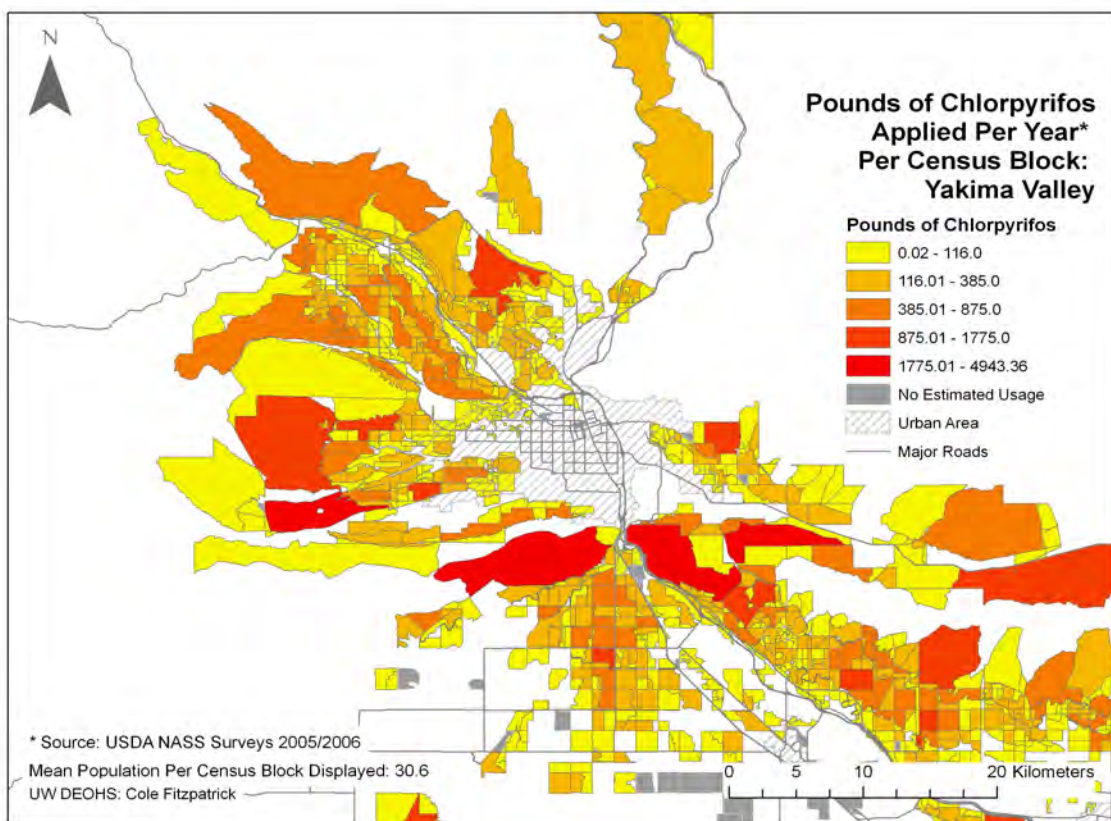 N
Pounds of Chlorpyrifos
Applied Per Year*
Per Census Block:
Yakima Valley
Pounds of Chlorpyrifos
0.02 - 116.0
116.01 - 385.0
385.01 - 875.0
875.01 - 1775.0
1775.01 - 4943.36
No Estimated Usage
Urban Area
Major Roads
* Source: USDA NASS Surveys 2005/2006
Mean Population Per Census Block Displayed: 30.6
UW DEOHS: Cole Fitzpatrick
0 5 10 20 Kilometers